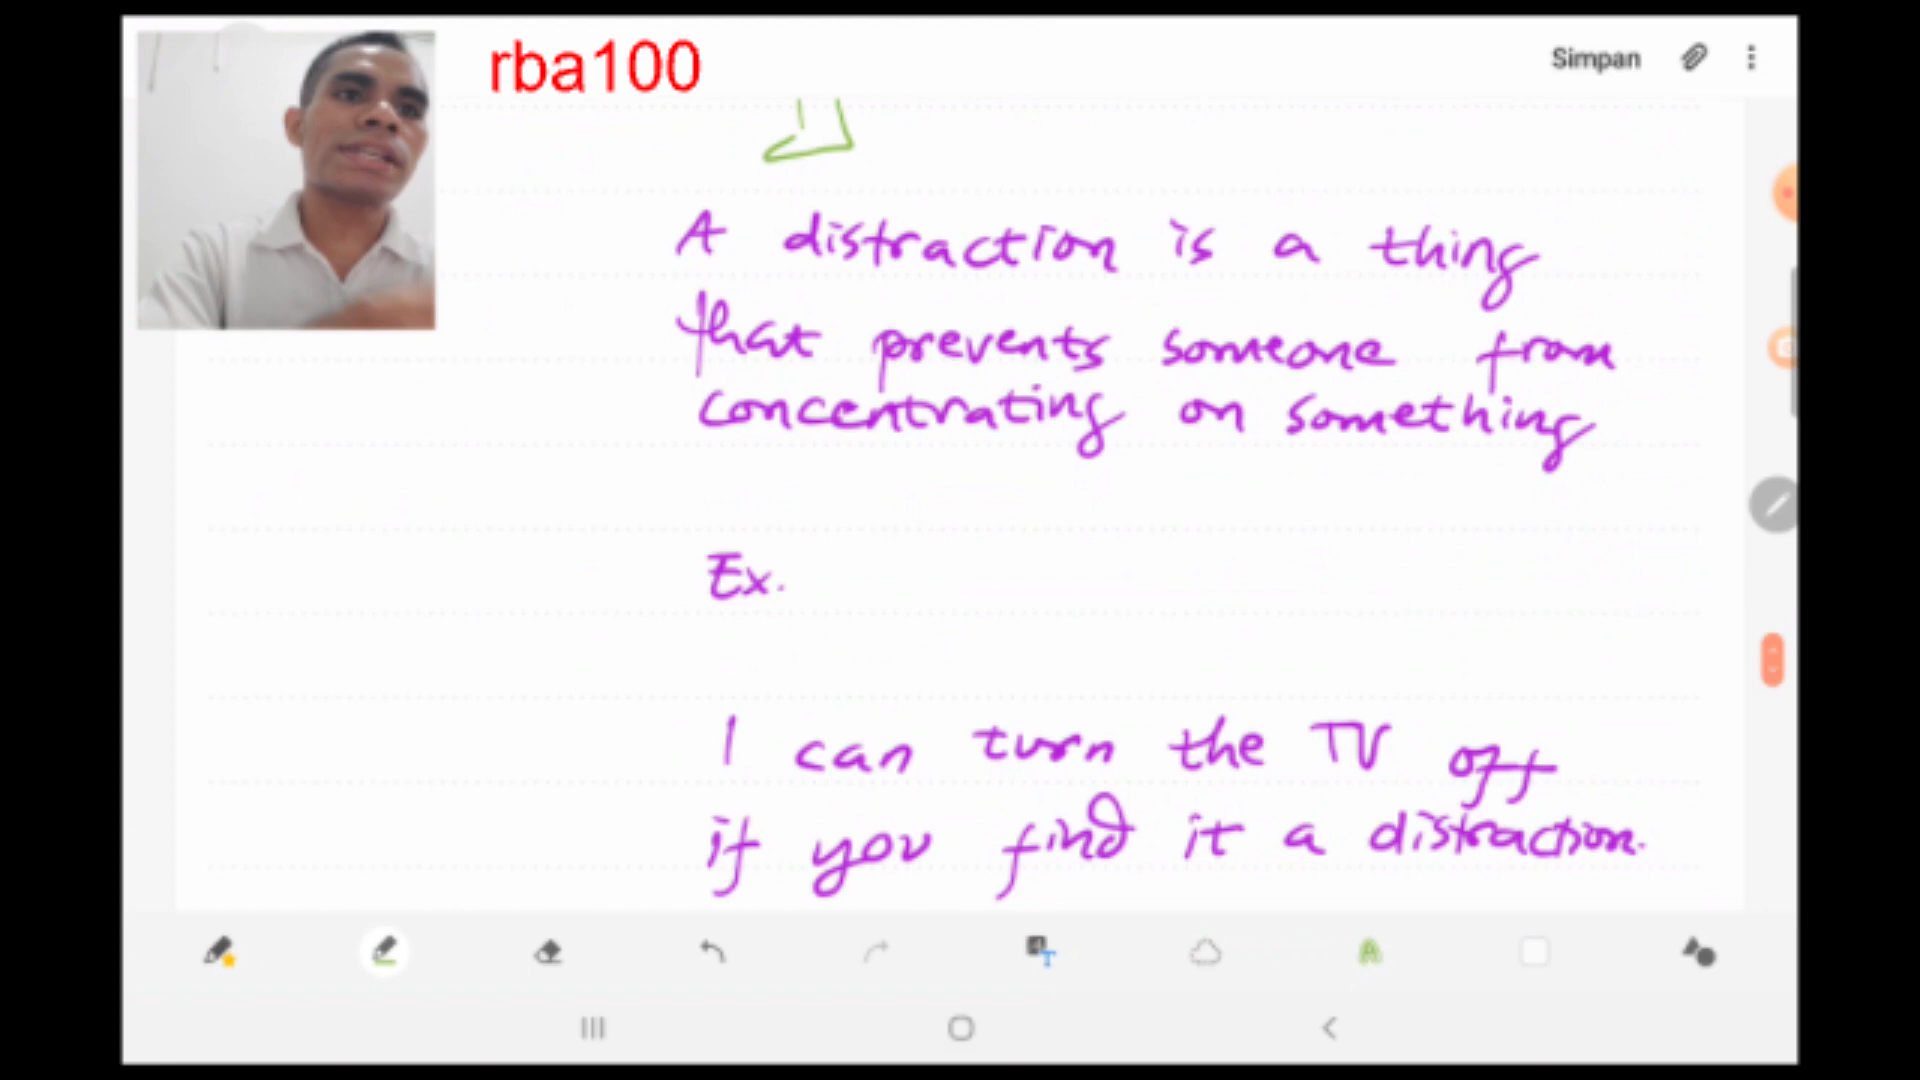 rba100
Simpan
A distraction is a thing
that prevents someone from
concentrating on something
Ex.
I can turn the TV off
if you find it a distraction.